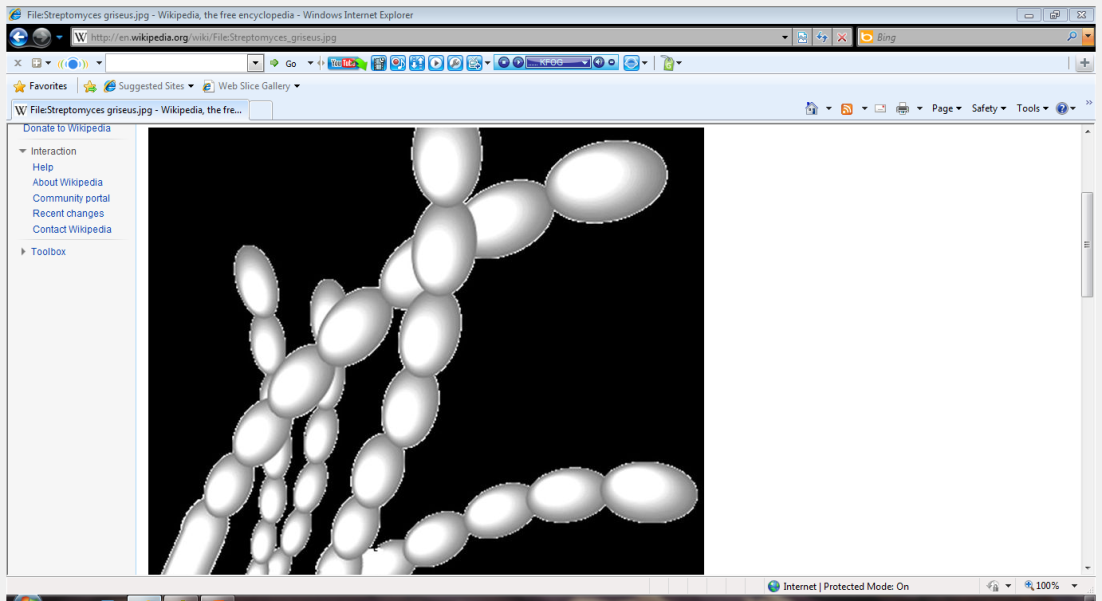 File:Streptomyces griseus.jpg - Wikipedia, the free encyclopedia - Windows Internet Explorer
http://en.wikipedia.org/wiki/File:Streptomyces_griseus.jpg
Bing
Go
YouTube
KFOG
Favorites
Suggested Sites
Web Slice Gallery
File:Streptomyces griseus.jpg - Wikipedia, the fre...
Page
Safety
Tools
Donate to Wikipedia
Interaction
Help
About Wikipedia
Community portal
Recent changes
Contact Wikipedia
Toolbox
Internet | Protected Mode: On
100%